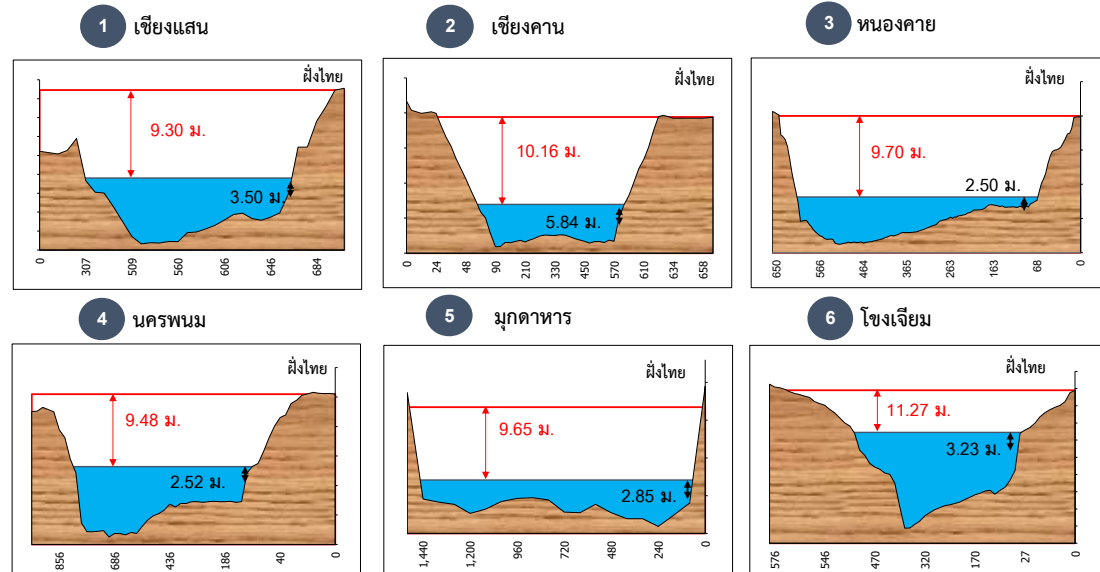 1 เชียงแสน
ฝั่งไทย
9.30 ม.
3.50 ม.
0 307 509 560 606 646 684
2 เชียงคาน
ฝั่งไทย
10.16 ม.
5.84 ม.
0 24 48 90 210 330 450 570 610 634 658
3 หนองคาย
ฝั่งไทย
9.70 ม.
2.50 ม.
650 566 464 365 263 163 68 0
4 นครพนม
ฝั่งไทย
9.48 ม.
2.52 ม.
856 686 436 186 40 0
5 มุกดาหาร
ฝั่งไทย
9.65 ม.
2.85 ม.
1,440 1,200 960 720 480 240 0
6 โขงเจียม
ฝั่งไทย
11.27 ม.
3.23 ม.
576 546 470 320 170 27 0